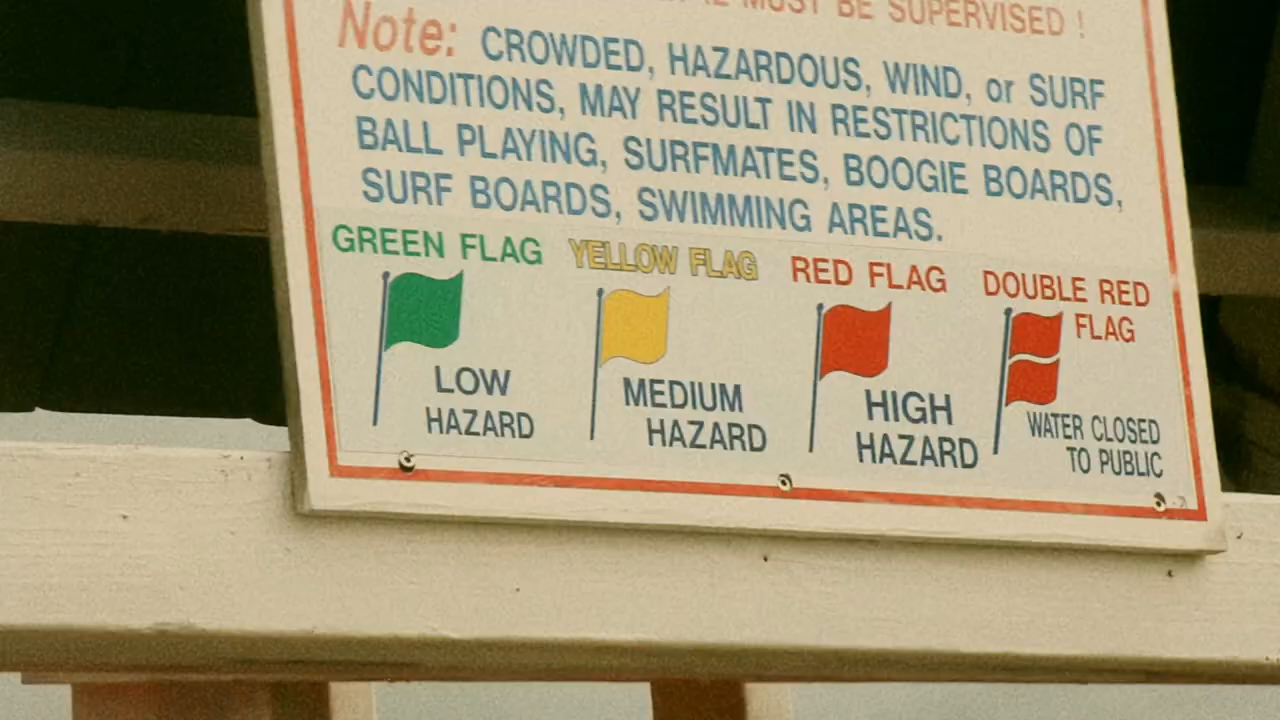 MUST BE SUPERVISED !
Note: CROWDED, HAZARDOUS, WIND, or SURF
CONDITIONS, MAY RESULT IN RESTRICTIONS OF
BALL PLAYING, SURFMATES, BOOGIE BOARDS,
SURF BOARDS, SWIMMING AREAS.
GREEN FLAG
LOW
HAZARD
YELLOW FLAG
MEDIUM
HAZARD
RED FLAG
HIGH
HAZARD
DOUBLE RED
FLAG
WATER CLOSED
TO PUBLIC